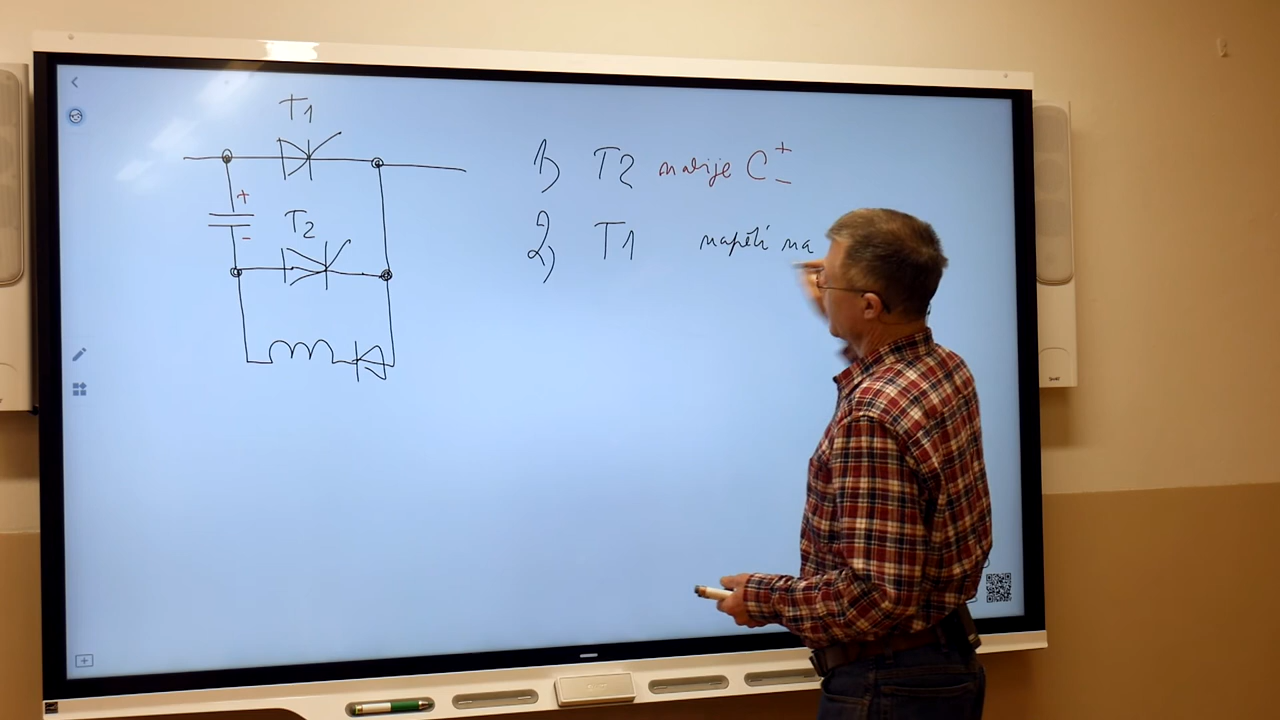 T1
+
-
T2
1) T2 nabije C + -
2) T1 napětí na